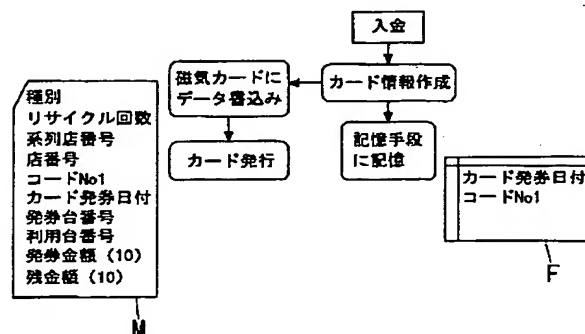 入金
磁気カードに
データ書込み
カード情報作成
カード発行
記憶手段
に記憶
種別
リサイクル回数
系列店番号
店番号
コードNo1
カード発券日付
発券台番号
利用台番号
発券金額(10)
残金額(10)
M
カード発券日付
コードNo1
F